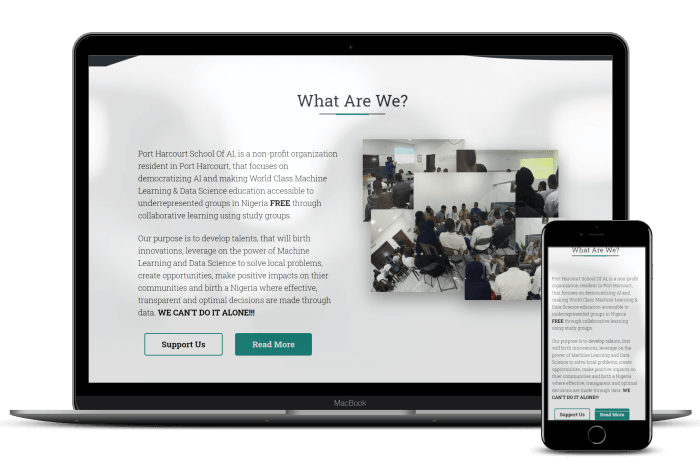 What Are We?
Port Harcourt School Of AI, is a non-profit organization
resident in Port Harcourt, that focuses on
democratizing AI and making World Class Machine
Learning & Data Science education accessible to
underrepresented groups in Nigeria FREE through
collaborative learning using study groups.
Our purpose is to develop talents, that will birth
innovations, leverage on the power of Machine
Learning and Data Science to solve local problems,
create opportunities, make positive impacts on thier
communities and birth a Nigeria where effective,
transparent and optimal decisions are made through
data. WE CAN'T DO IT ALONE!!!
Support Us
Read More
MacBook
What Are We?
Port Harcourt School Of AI, is a non-profit
organization resident in Port Harcourt,
that focuses on democratizing AI and
making World Class Machine Learning &
Data Science education accessible to
underrepresented groups in Nigeria
FREE through collaborative learning
using study groups.
Our purpose is to develop talents, that
will birth innovations, leverage on the
power of Machine Learning and Data
Science to solve local problems, create
opportunities, make positive impacts on
thier communities and birth a Nigeria
where effective, transparent and optimal
decisions are made through data. WE
CAN'T DO IT ALONE!!!
Support Us
Read More